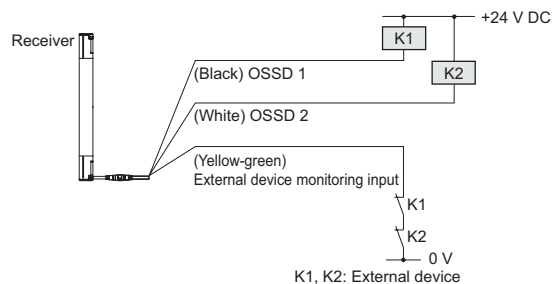 +24 V DC
Receiver
K1
K2
(Black) OSSD 1
(White) OSSD 2
(Yellow-green)
External device monitoring input
K1
K2
0 V
K1, K2: External device